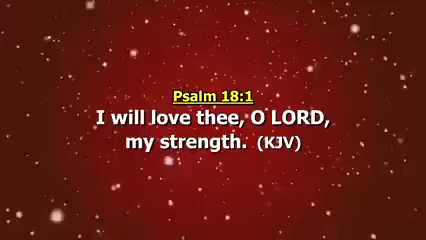 Psalm 18:1
I will love thee, O LORD,
my strength. (KJV)